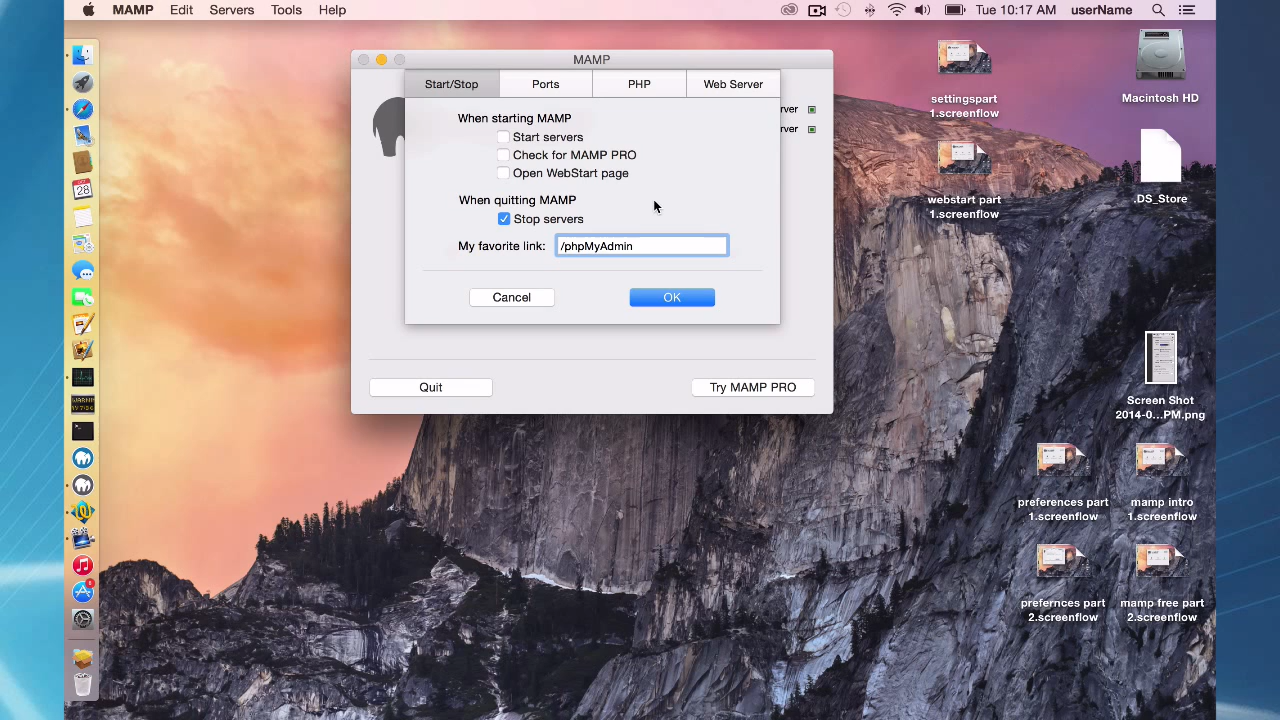 MAMP Edit Servers Tools Help
Tue 10:17 AM userName
MAMP
Start/Stop Ports PHP Web Server
rver
rver
When starting MAMP
Start servers
Check for MAMP PRO
Open WebStart page
When quitting MAMP
Stop servers
My favorite link: /phpMyAdmin
Cancel OK
Quit Try MAMP PRO
settingspart
1.screenflow
Macintosh HD
webstart part
1.screenflow
.DS_Store
Screen Shot
2014-0...PM.png
preferences part
1.screenflow
mamp intro
1.screenflow
prefernces part
2.screenflow
mamp free part
2.screenflow
28